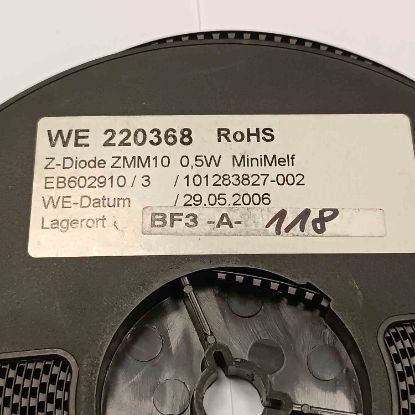 WE 220368 RoHS
Z-Diode ZMM10 0,5W MiniMelf
EB602910 / 3 / 101283827-002
WE-Datum / 29.05.2006
Lagerort : BF3 -A- 118